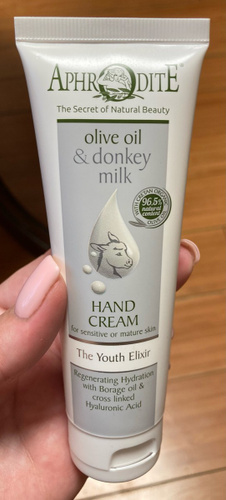 APHRODITE
The Secret of Natural Beauty
olive oil
& donkey
milk
96.5%
natural
content
HAND
CREAM
for sensitive or mature skin
The Youth Elixir
Regenerating Hydration
with Borage oil &
cross linked
Hyaluronic Acid